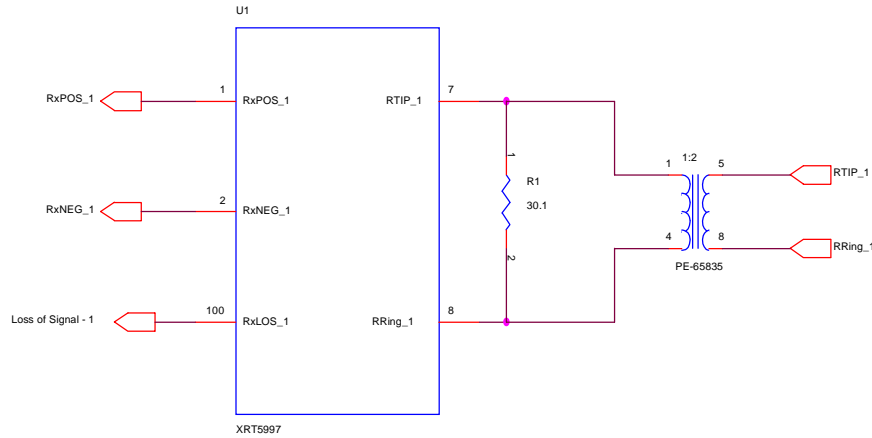 U1
RxPOS_1
1
RxPOS_1
RTIP_1
7
1
R1
30.1
2
1:2
1
5
4
8
PE-65835
RTIP_1
RRing_1
RxNEG_1
2
RxNEG_1
Loss of Signal - 1
100
RxLOS_1
RRing_1
8
XRT5997